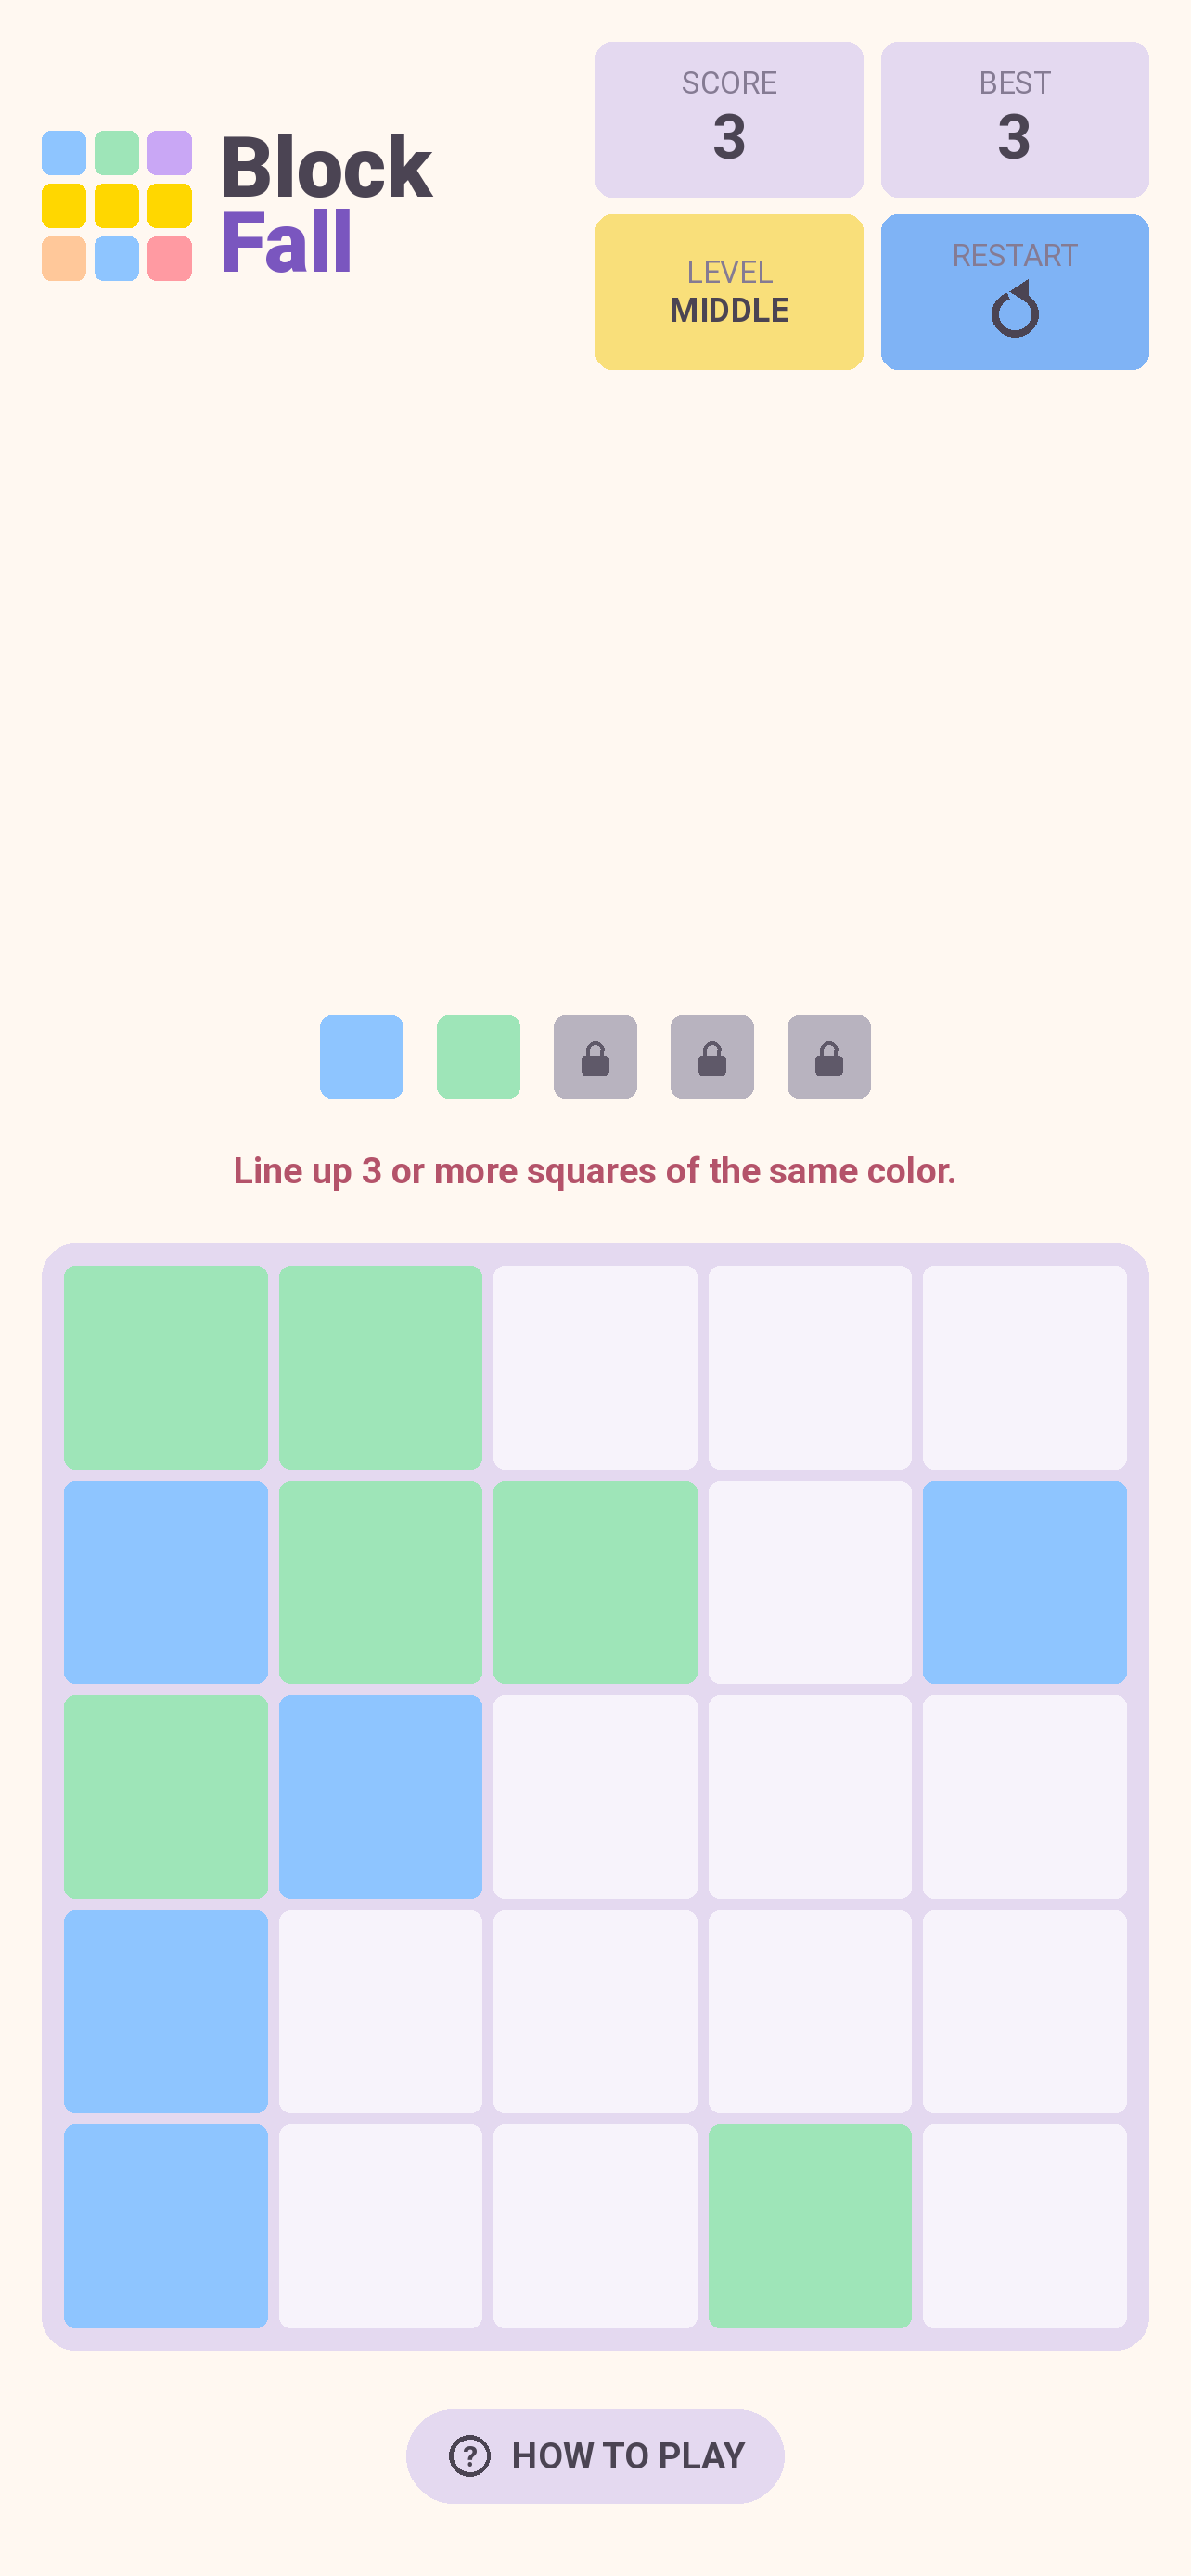 Block
Fall
SCORE
3
BEST
3
LEVEL
MIDDLE
RESTART
Line up 3 or more squares of the same color.
? HOW TO PLAY